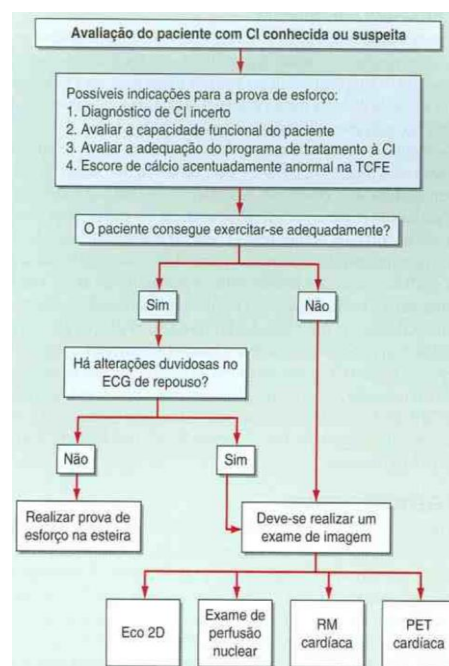 Avaliação do paciente com CI conhecida ou suspeita
Possíveis indicações para a prova de esforço:
1. Diagnóstico de CI incerto
2. Avaliar a capacidade funcional do paciente
3. Avaliar a adequação do programa de tratamento à CI
4. Escore de cálcio acentuadamente anormal na TCFE
O paciente consegue exercitar-se adequadamente?
Sim
Não
Há alterações duvidosas no
ECG de repouso?
Não
Sim
Realizar prova de
esforço na esteira
Deve-se realizar um
exame de imagem
Eco 2D
Exame de
perfusão
nuclear
RM
cardíaca
PET
cardíaca